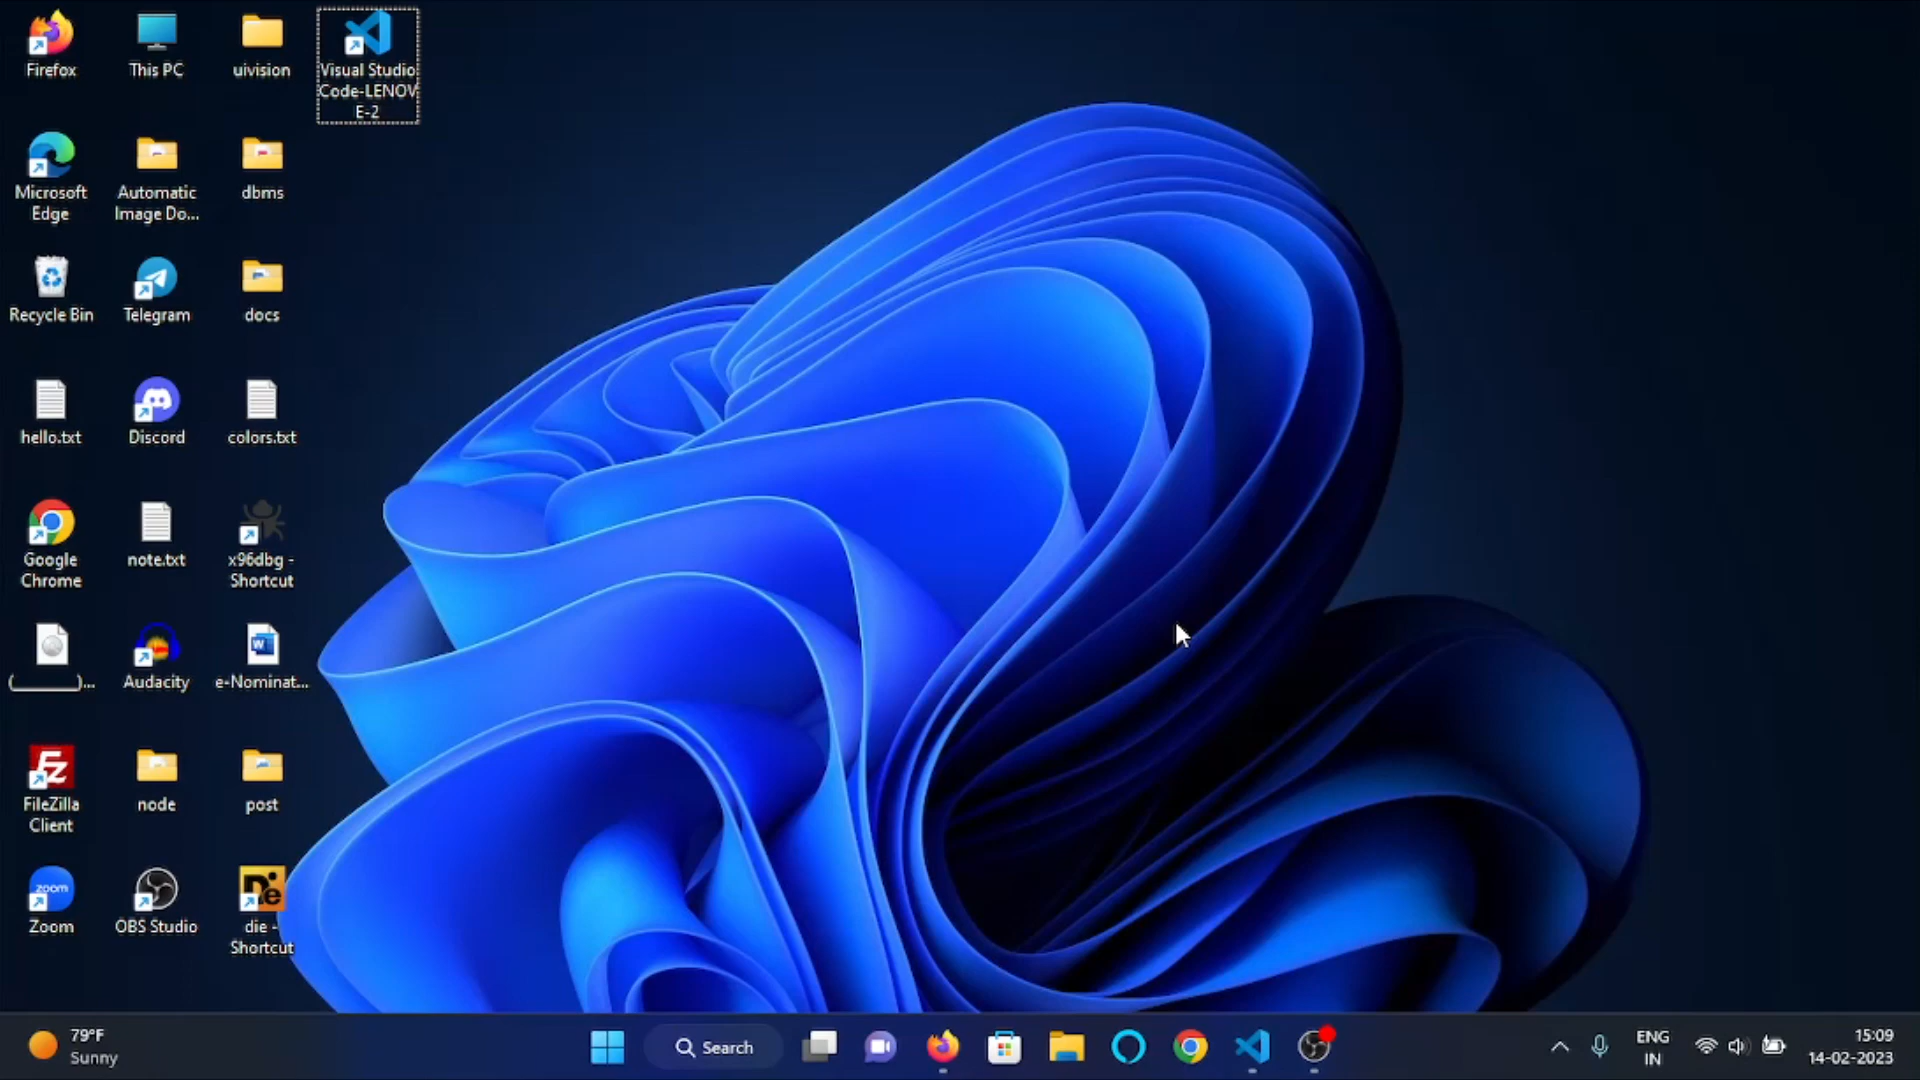 Firefox
This PC
uivision
Visual Studio
Code-LENOV
E-2
Microsoft
Edge
Automatic
Image Do...
dbms
Recycle Bin
Telegram
docs
hello.txt
Discord
colors.txt
Google
Chrome
note.txt
x96dbg -
Shortcut
(______)...
Audacity
e-Nominat...
FileZilla
Client
node
post
zoom
Zoom
OBS Studio
die -
Shortcut
79°F
Sunny
Search
ENG
IN
15:09
14-02-2023